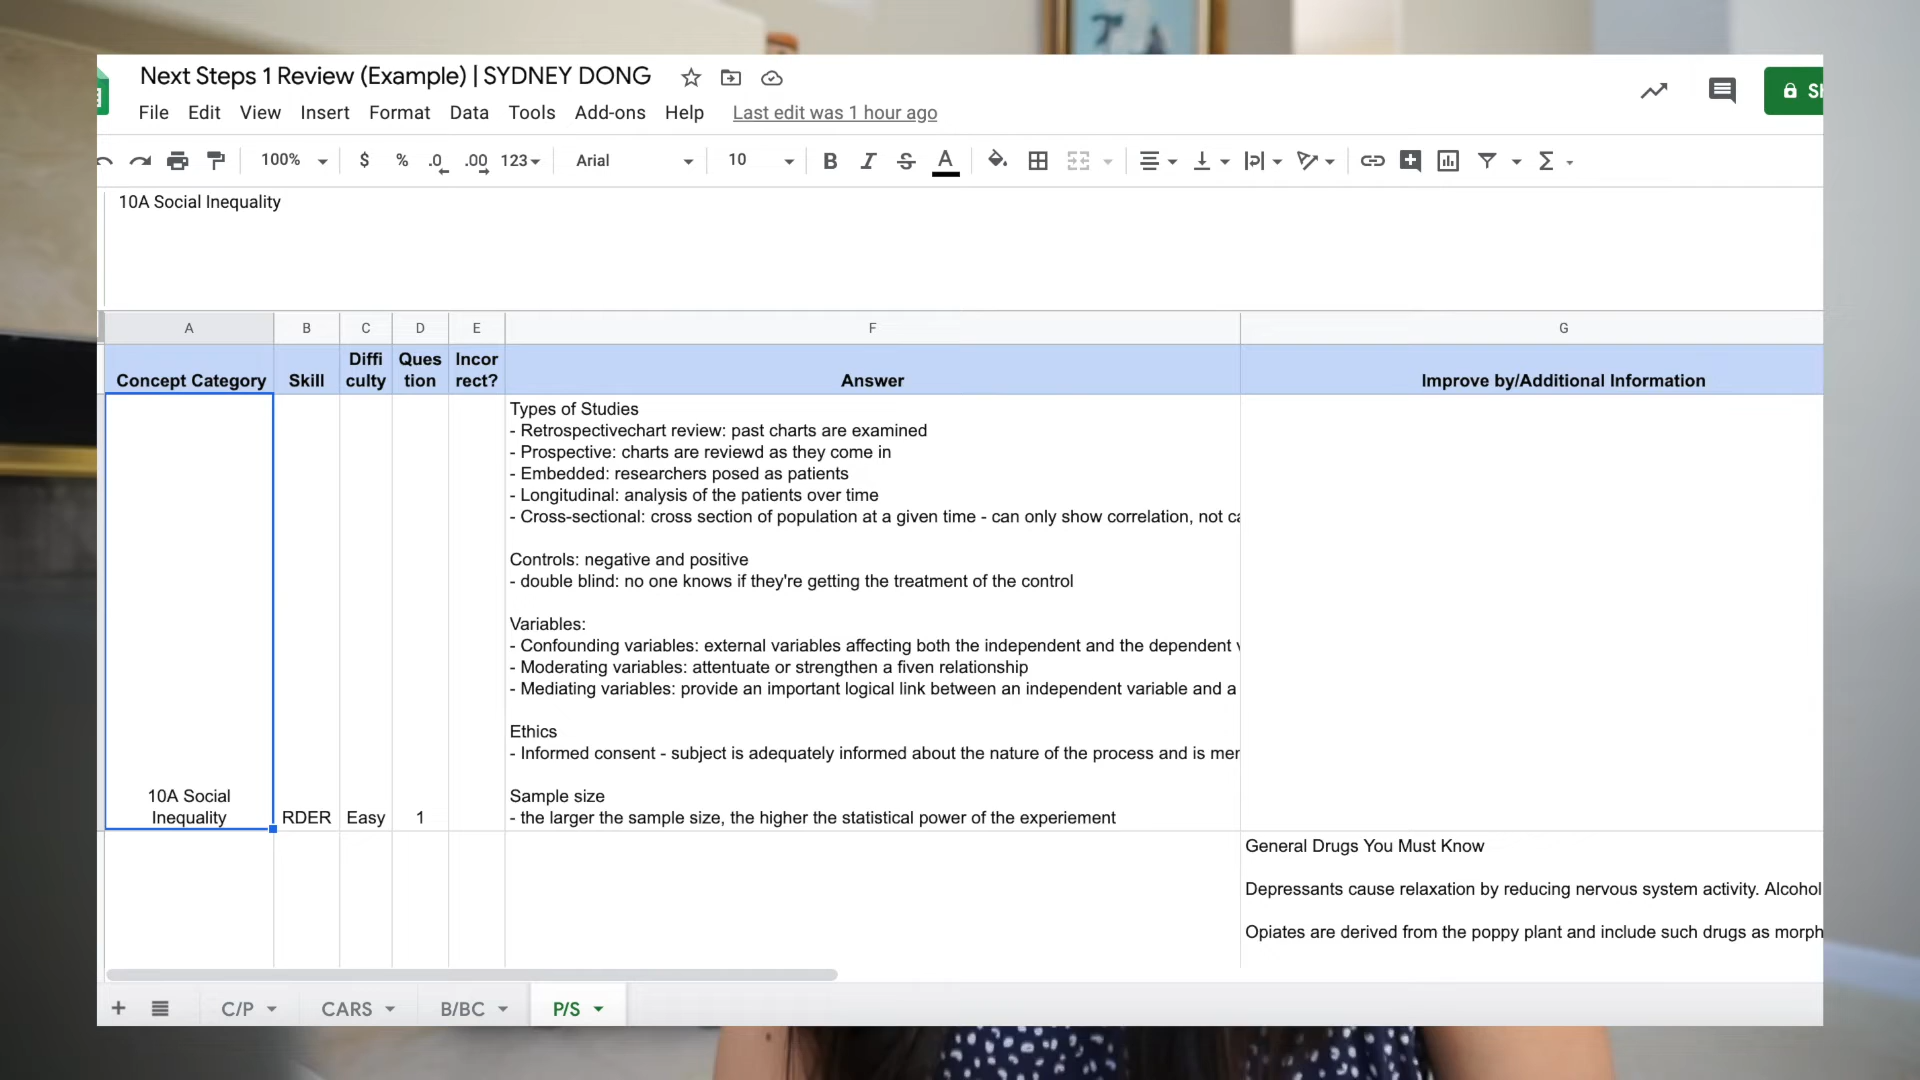 Next Steps 1 Review (Example) | SYDNEY DONG
File Edit View Insert Format Data Tools Add-ons Help Last edit was 1 hour ago
100% $ % .0 .00 123 Arial 10 B I S A
10A Social Inequality
A B C D E F G
Concept Category Skill Diffi culty Ques tion Incor rect? Answer Improve by/Additional Information
Types of Studies
- Retrospectivechart review: past charts are examined
- Prospective: charts are reviewd as they come in
- Embedded: researchers posed as patients
- Longitudinal: analysis of the patients over time
- Cross-sectional: cross section of population at a given time - can only show correlation, not
Controls: negative and positive
- double blind: no one knows if they're getting the treatment of the control
Variables:
- Confounding variables: external variables affecting both the independent and the dependent
- Moderating variables: attentuate or strengthen a fiven relationship
- Mediating variables: provide an important logical link between an independent variable and a
Ethics
- Informed consent - subject is adequately informed about the nature of the process and is
Sample size
- the larger the sample size, the higher the statistical power of the experiement
10A Social
Inequality RDER Easy 1
General Drugs You Must Know
Depressants cause relaxation by reducing nervous system activity. Alcohol
Opiates are derived from the poppy plant and include such drugs as
C/P CARS B/BC P/S